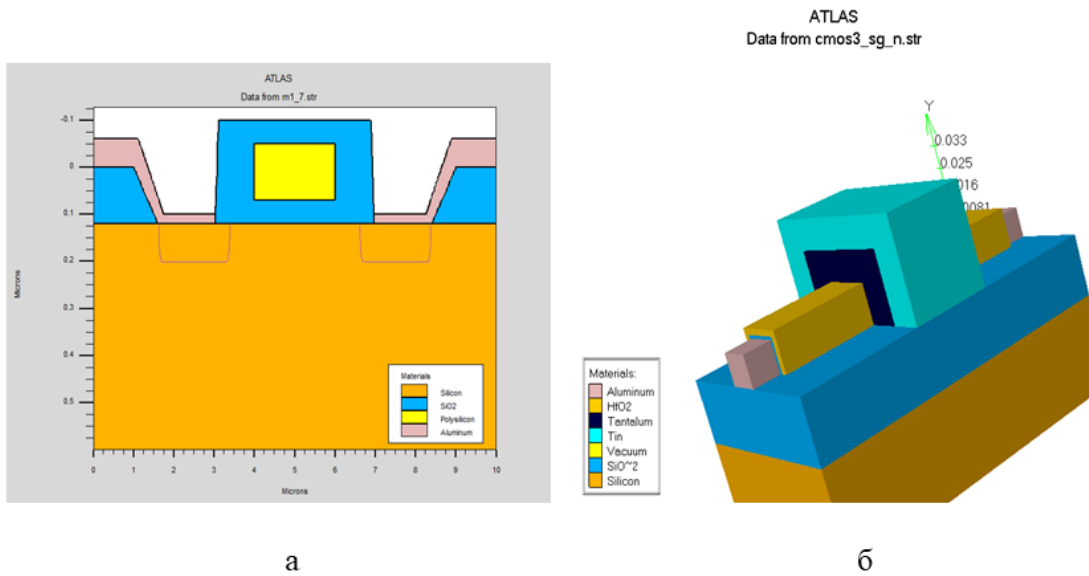 ATLAS
Data from m1_7.str
-0.1
0
0.1
0.2
0.3
0.4
0.5
Microns
0 1 2 3 4 5 6 7 8 9 10
Microns
Materials
Silicon
SiO2
Polysilicon
Aluminum
а
ATLAS
Data from cmos3_sg_n.str
Y
0.033
0.025
016
0081
Materials:
Aluminum
HfO2
Tantalum
Tin
Vacuum
SiO~2
Silicon
б